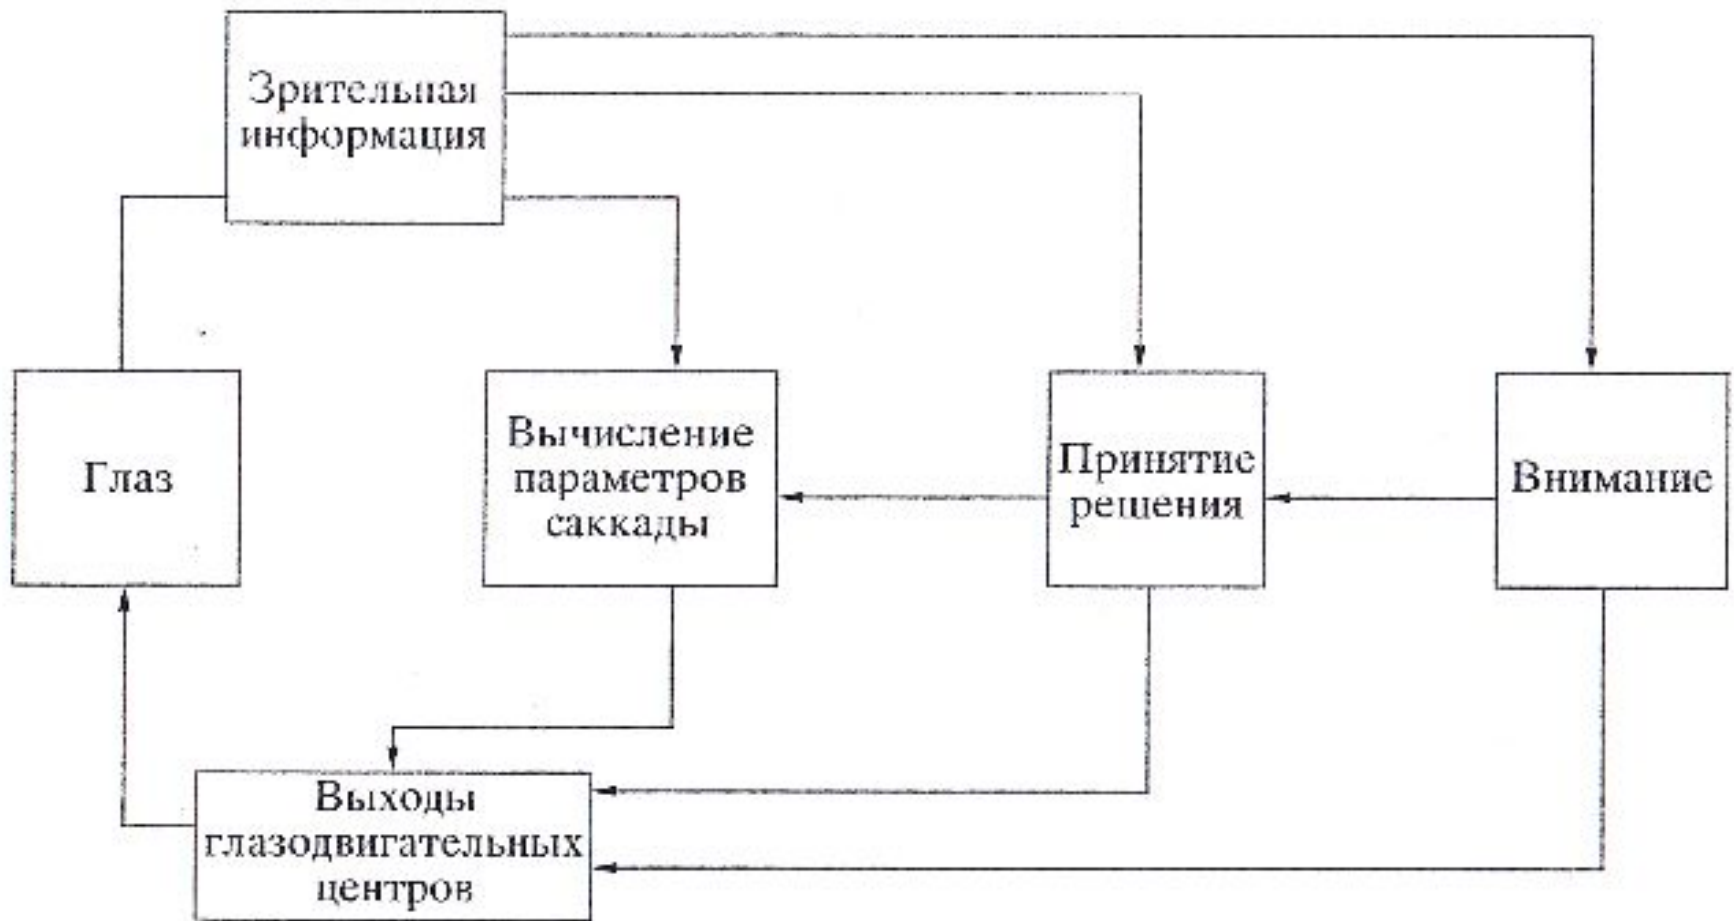 Зрительная
информация
Глаз
Вычисление
параметров
саккады
Принятие
решения
Внимание
Выходы
глазодвигательных
центров